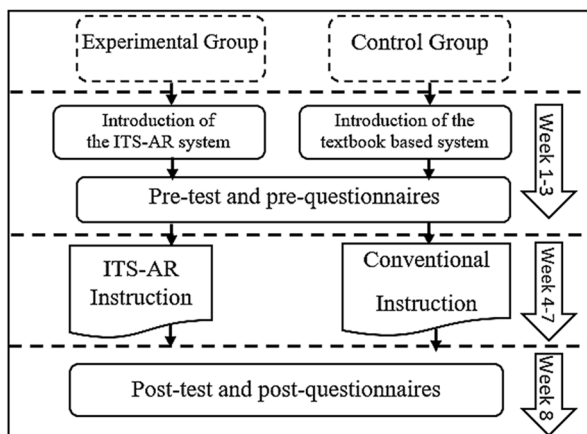 Experimental Group
Control Group
Introduction of
the ITS-AR system
Introduction of the
textbook based system
Pre-test and pre-questionnaires
Week 1-3
ITS-AR
Instruction
Conventional
Instruction
Week 4-7
Post-test and post-questionnaires
Week 8